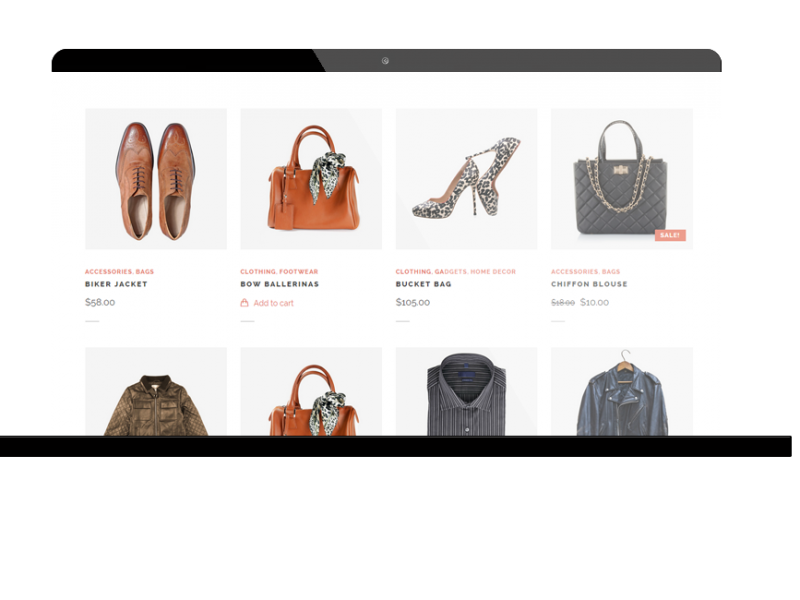 SALE!
ACCESSORIES, BAGS
BIKER JACKET
$58.00
CLOTHING, FOOTWEAR
BOW BALLERINAS
Add to cart
CLOTHING, GADGETS, HOME DECOR
BUCKET BAG
$105.00
ACCESSORIES, BAGS
CHIFFON BLOUSE
$18.00 $10.00